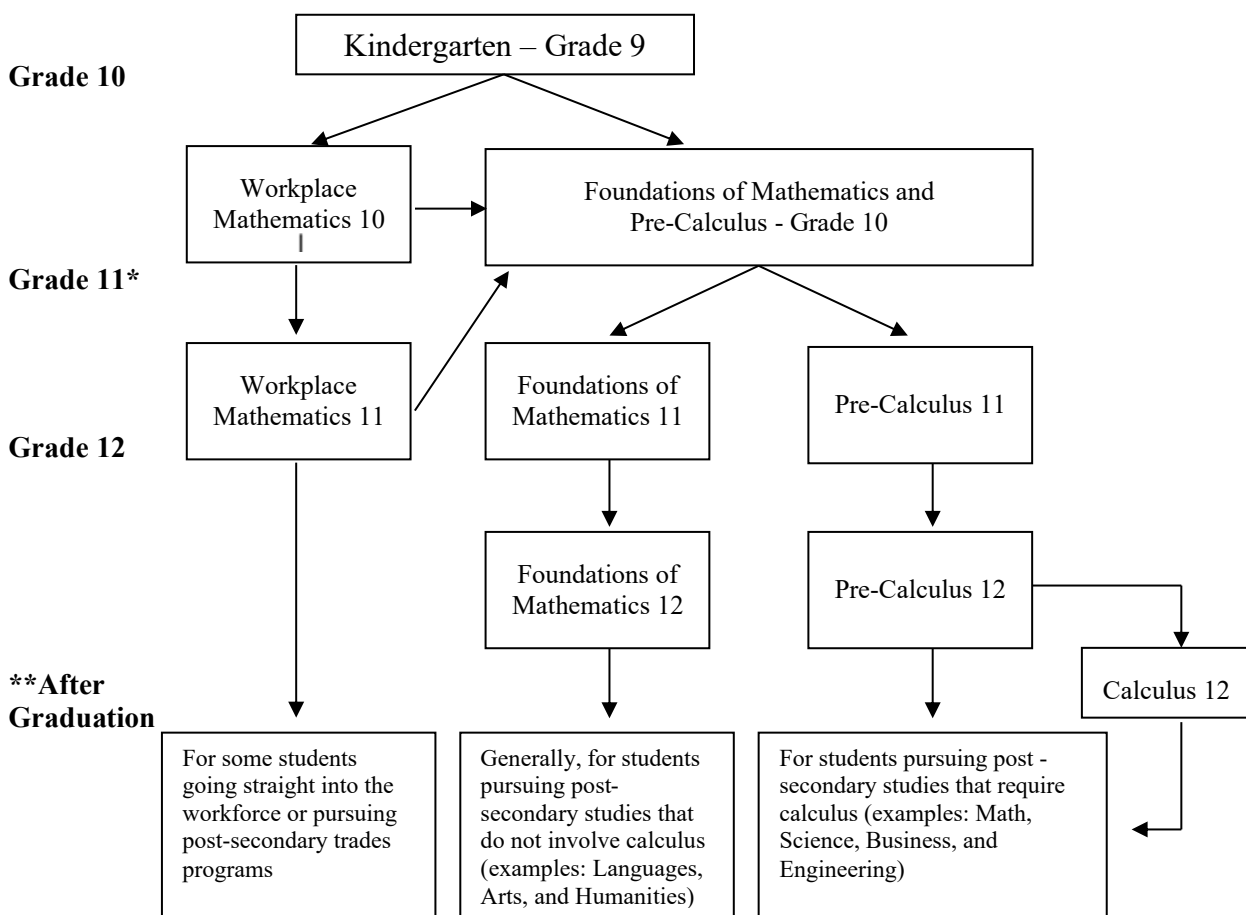 Kindergarten – Grade 9
Grade 10
Workplace
Mathematics 10
Foundations of Mathematics and
Pre-Calculus - Grade 10
Grade 11*
Workplace
Mathematics 11
Foundations of
Mathematics 11
Pre-Calculus 11
Grade 12
Foundations of
Mathematics 12
Pre-Calculus 12
Calculus 12
**After
Graduation
For some students
going straight into the
workforce or pursuing
post-secondary trades
programs
Generally, for students
pursuing post-
secondary studies that
do not involve calculus
(examples: Languages,
Arts, and Humanities)
For students pursuing post -
secondary studies that require
calculus (examples: Math,
Science, Business, and
Engineering)